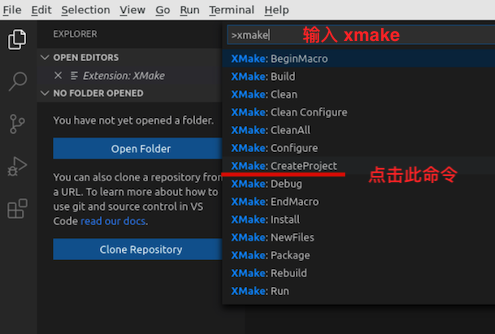 File Edit Selection View Go Run Terminal Help
EXPLORER
OPEN EDITORS
Extension: XMake
NO FOLDER OPENED
You have not yet opened a folder.
Open Folder
You can also clone a repository from
a URL. To learn more about how to
use git and source control in VS
Code read our docs.
Clone Repository
>xmake
输入 xmake
XMake: BeginMacro
XMake: Build
XMake: Clean
XMake: Clean Configure
XMake: CleanAll
XMake: Configure
XMake: CreateProject
点击此命令
XMake: Debug
XMake: EndMacro
XMake: Install
XMake: NewFiles
XMake: Package
XMake: Rebuild
XMake: Run